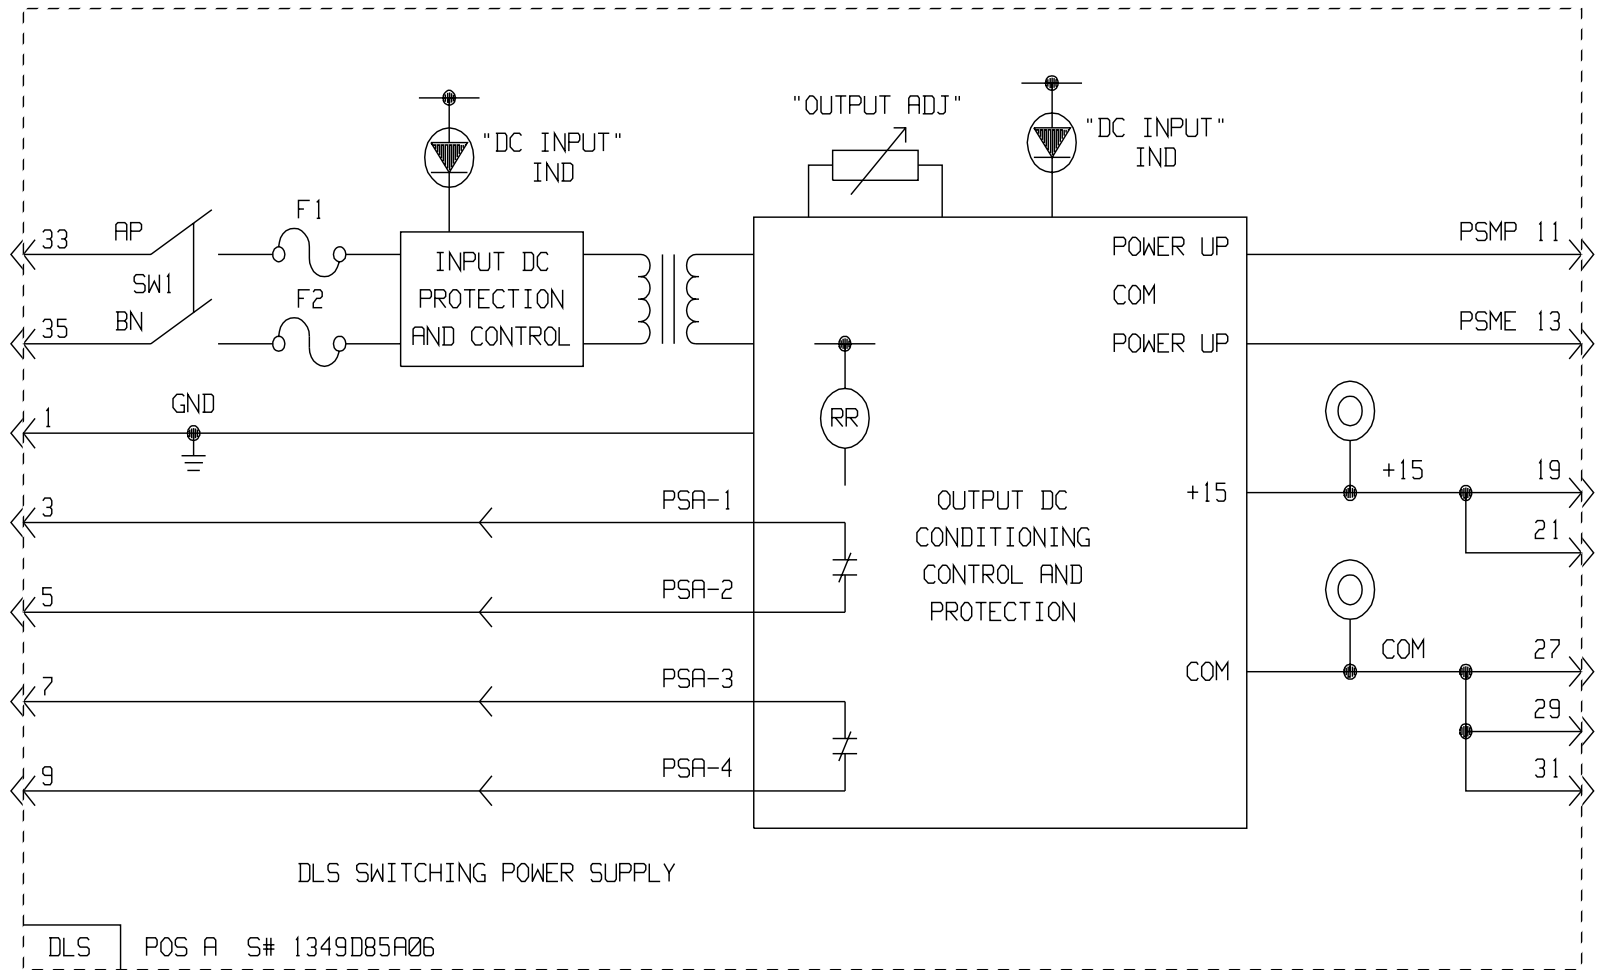 "OUTPUT ADJ"
"DC INPUT"
IND
"DC INPUT"
IND
F1
33
AP
SW1
F2
35
BN
INPUT DC
PROTECTION
AND CONTROL
POWER UP
COM
POWER UP
PSMP 11
PSME 13
GND
1
RR
3
PSA-1
5
PSA-2
7
PSA-3
9
PSA-4
OUTPUT DC
CONDITIONING
CONTROL AND
PROTECTION
+15
+15
19
21
COM
COM
27
29
31
DLS SWITCHING POWER SUPPLY
DLS
POS A S# 1349D85A06